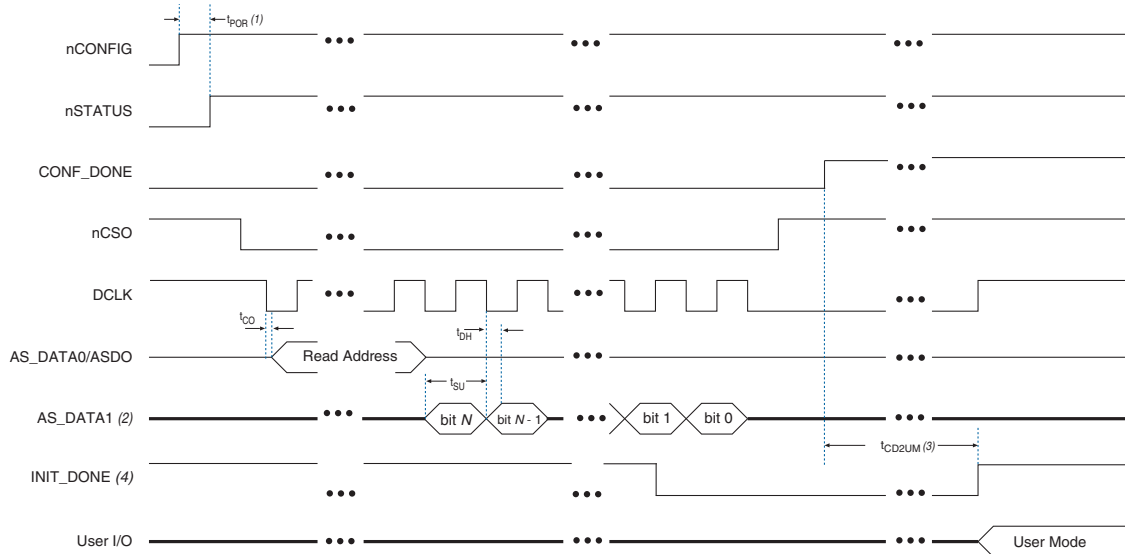 tPOR (1)
nCONFIG
nSTATUS
CONF_DONE
nCSO
DCLK
tCO
tDH
AS_DATA0/ASDO
Read Address
tSU
AS_DATA1 (2)
bit N
bit N - 1
bit 1
bit 0
tCD2UM (3)
INIT_DONE (4)
User I/O
User Mode